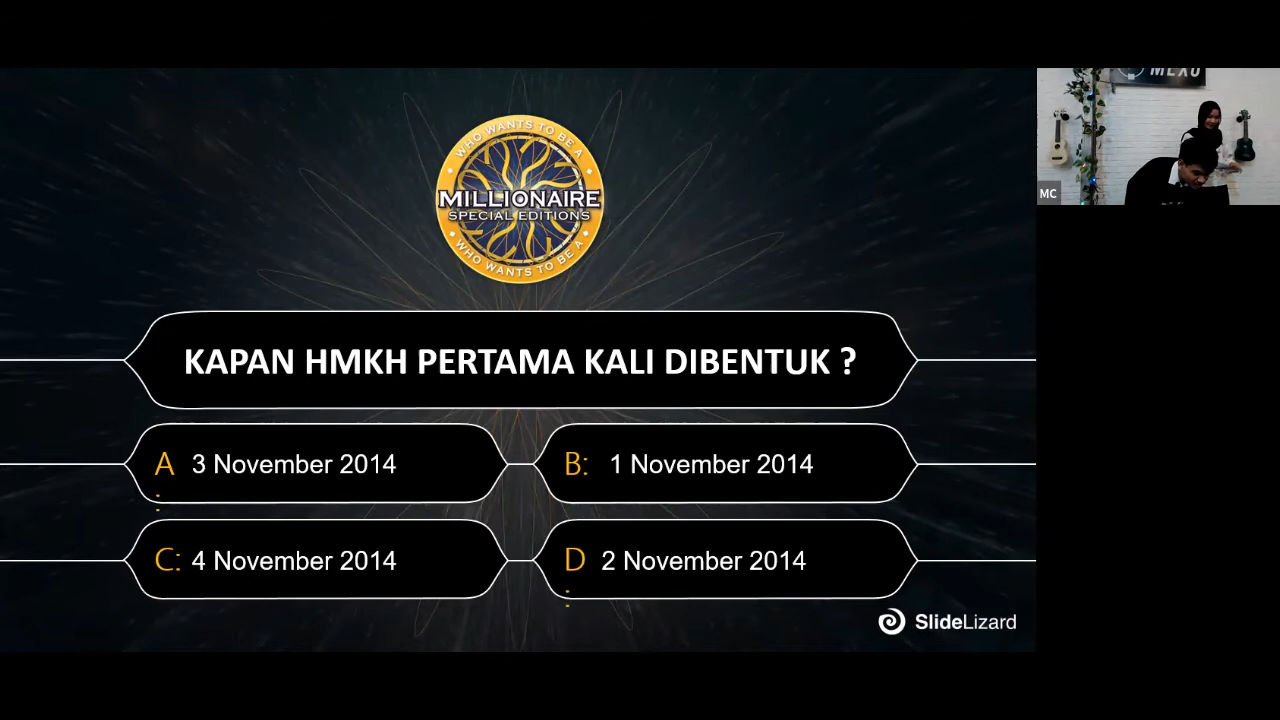 WHO WANTS TO BE A
MILLIONAIRE
SPECIAL EDITIONS
WHO WANTS TO BE A
KAPAN HMKH PERTAMA KALI DIBENTUK ?
A: 3 November 2014
B: 1 November 2014
C: 4 November 2014
D: 2 November 2014
SlideLizard
MC